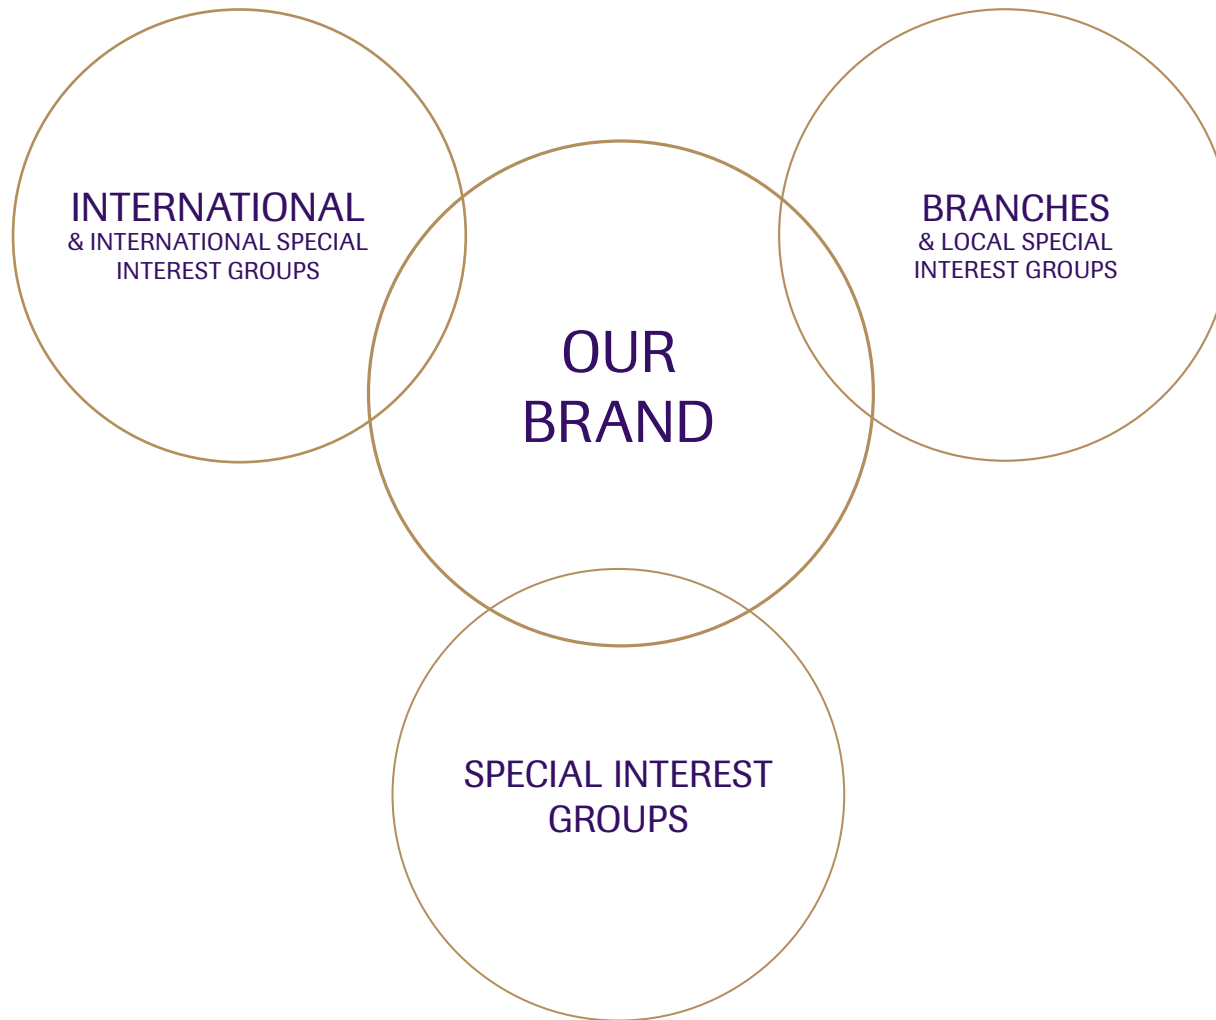 INTERNATIONAL
& INTERNATIONAL SPECIAL
INTEREST GROUPS
BRANCHES
& LOCAL SPECIAL
INTEREST GROUPS
OUR
BRAND
SPECIAL INTEREST
GROUPS